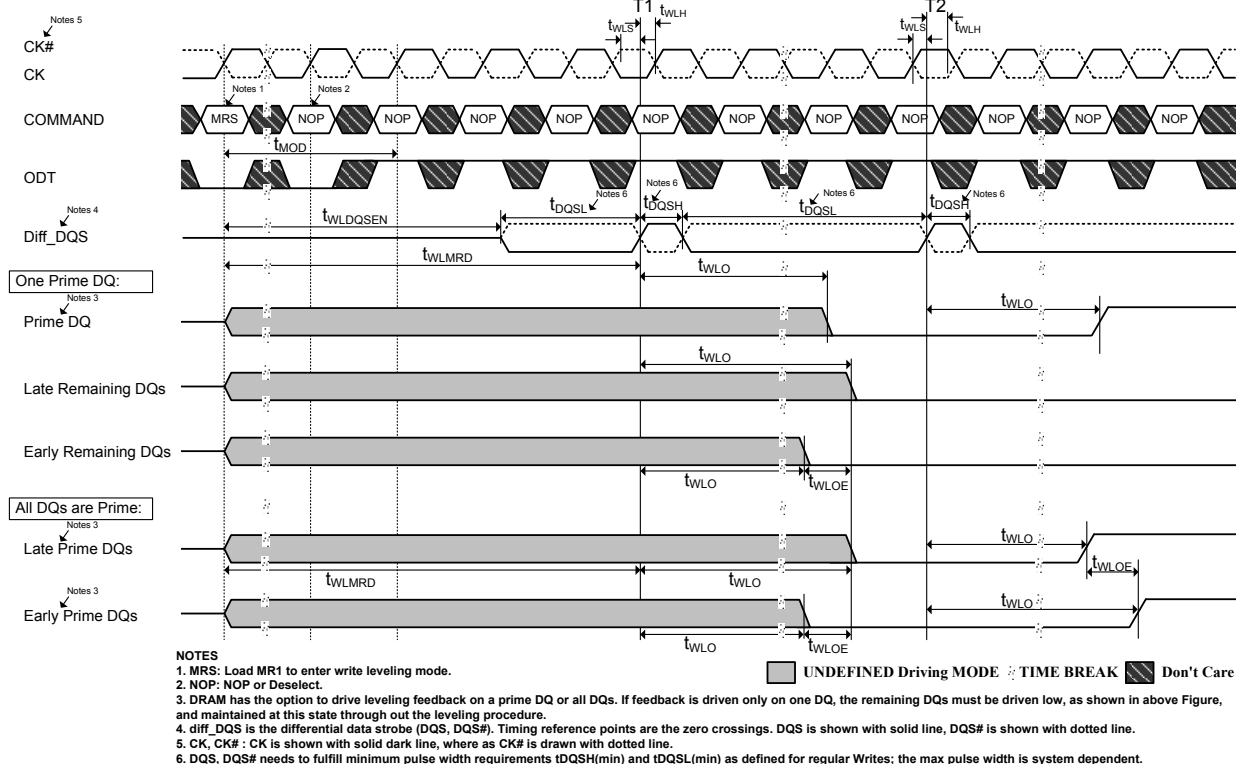 T1 T2
Notes 5 tWLS tWLH tWLS tWLH
CK#
CK
Notes 1 Notes 2
COMMAND MRS NOP NOP NOP NOP NOP NOP NOP NOP NOP NOP NOP
tMOD
ODT
Notes 6 Notes 6 Notes 6 Notes 6
Notes 4 tWLDQSEN tDQSL tDQSH tDQSL tDQSH
Diff_DQS
tWLMRD
One Prime DQ:
tWLO
Notes 3 tWLO
Prime DQ
tWLO
Late Remaining DQs
Early Remaining DQs
tWLO tWLOE
All DQs are Prime:
Notes 3
Late Prime DQs tWLO
tWLMRD tWLO tWLOE
Notes 3
Early Prime DQs tWLO
tWLO tWLOE
NOTES
1. MRS: Load MR1 to enter write leveling mode.
UNDEFINED Driving MODE TIME BREAK Don't Care
2. NOP: NOP or Deselect.
3. DRAM has the option to drive leveling feedback on a prime DQ or all DQs. If feedback is driven only on one DQ, the remaining DQs must be driven low, as shown in above Figure,
and maintained at this state through out the leveling procedure.
4. diff_DQS is the differential data strobe (DQS, DQS#). Timing reference points are the zero crossings. DQS is shown with solid line, DQS# is shown with dotted line.
5. CK, CK# : CK is shown with solid dark line, where as CK# is drawn with dotted line.
6. DQS, DQS# needs to fulfill minimum pulse width requirements tDQSH(min) and tDQSL(min) as defined for regular Writes; the max pulse width is system dependent.